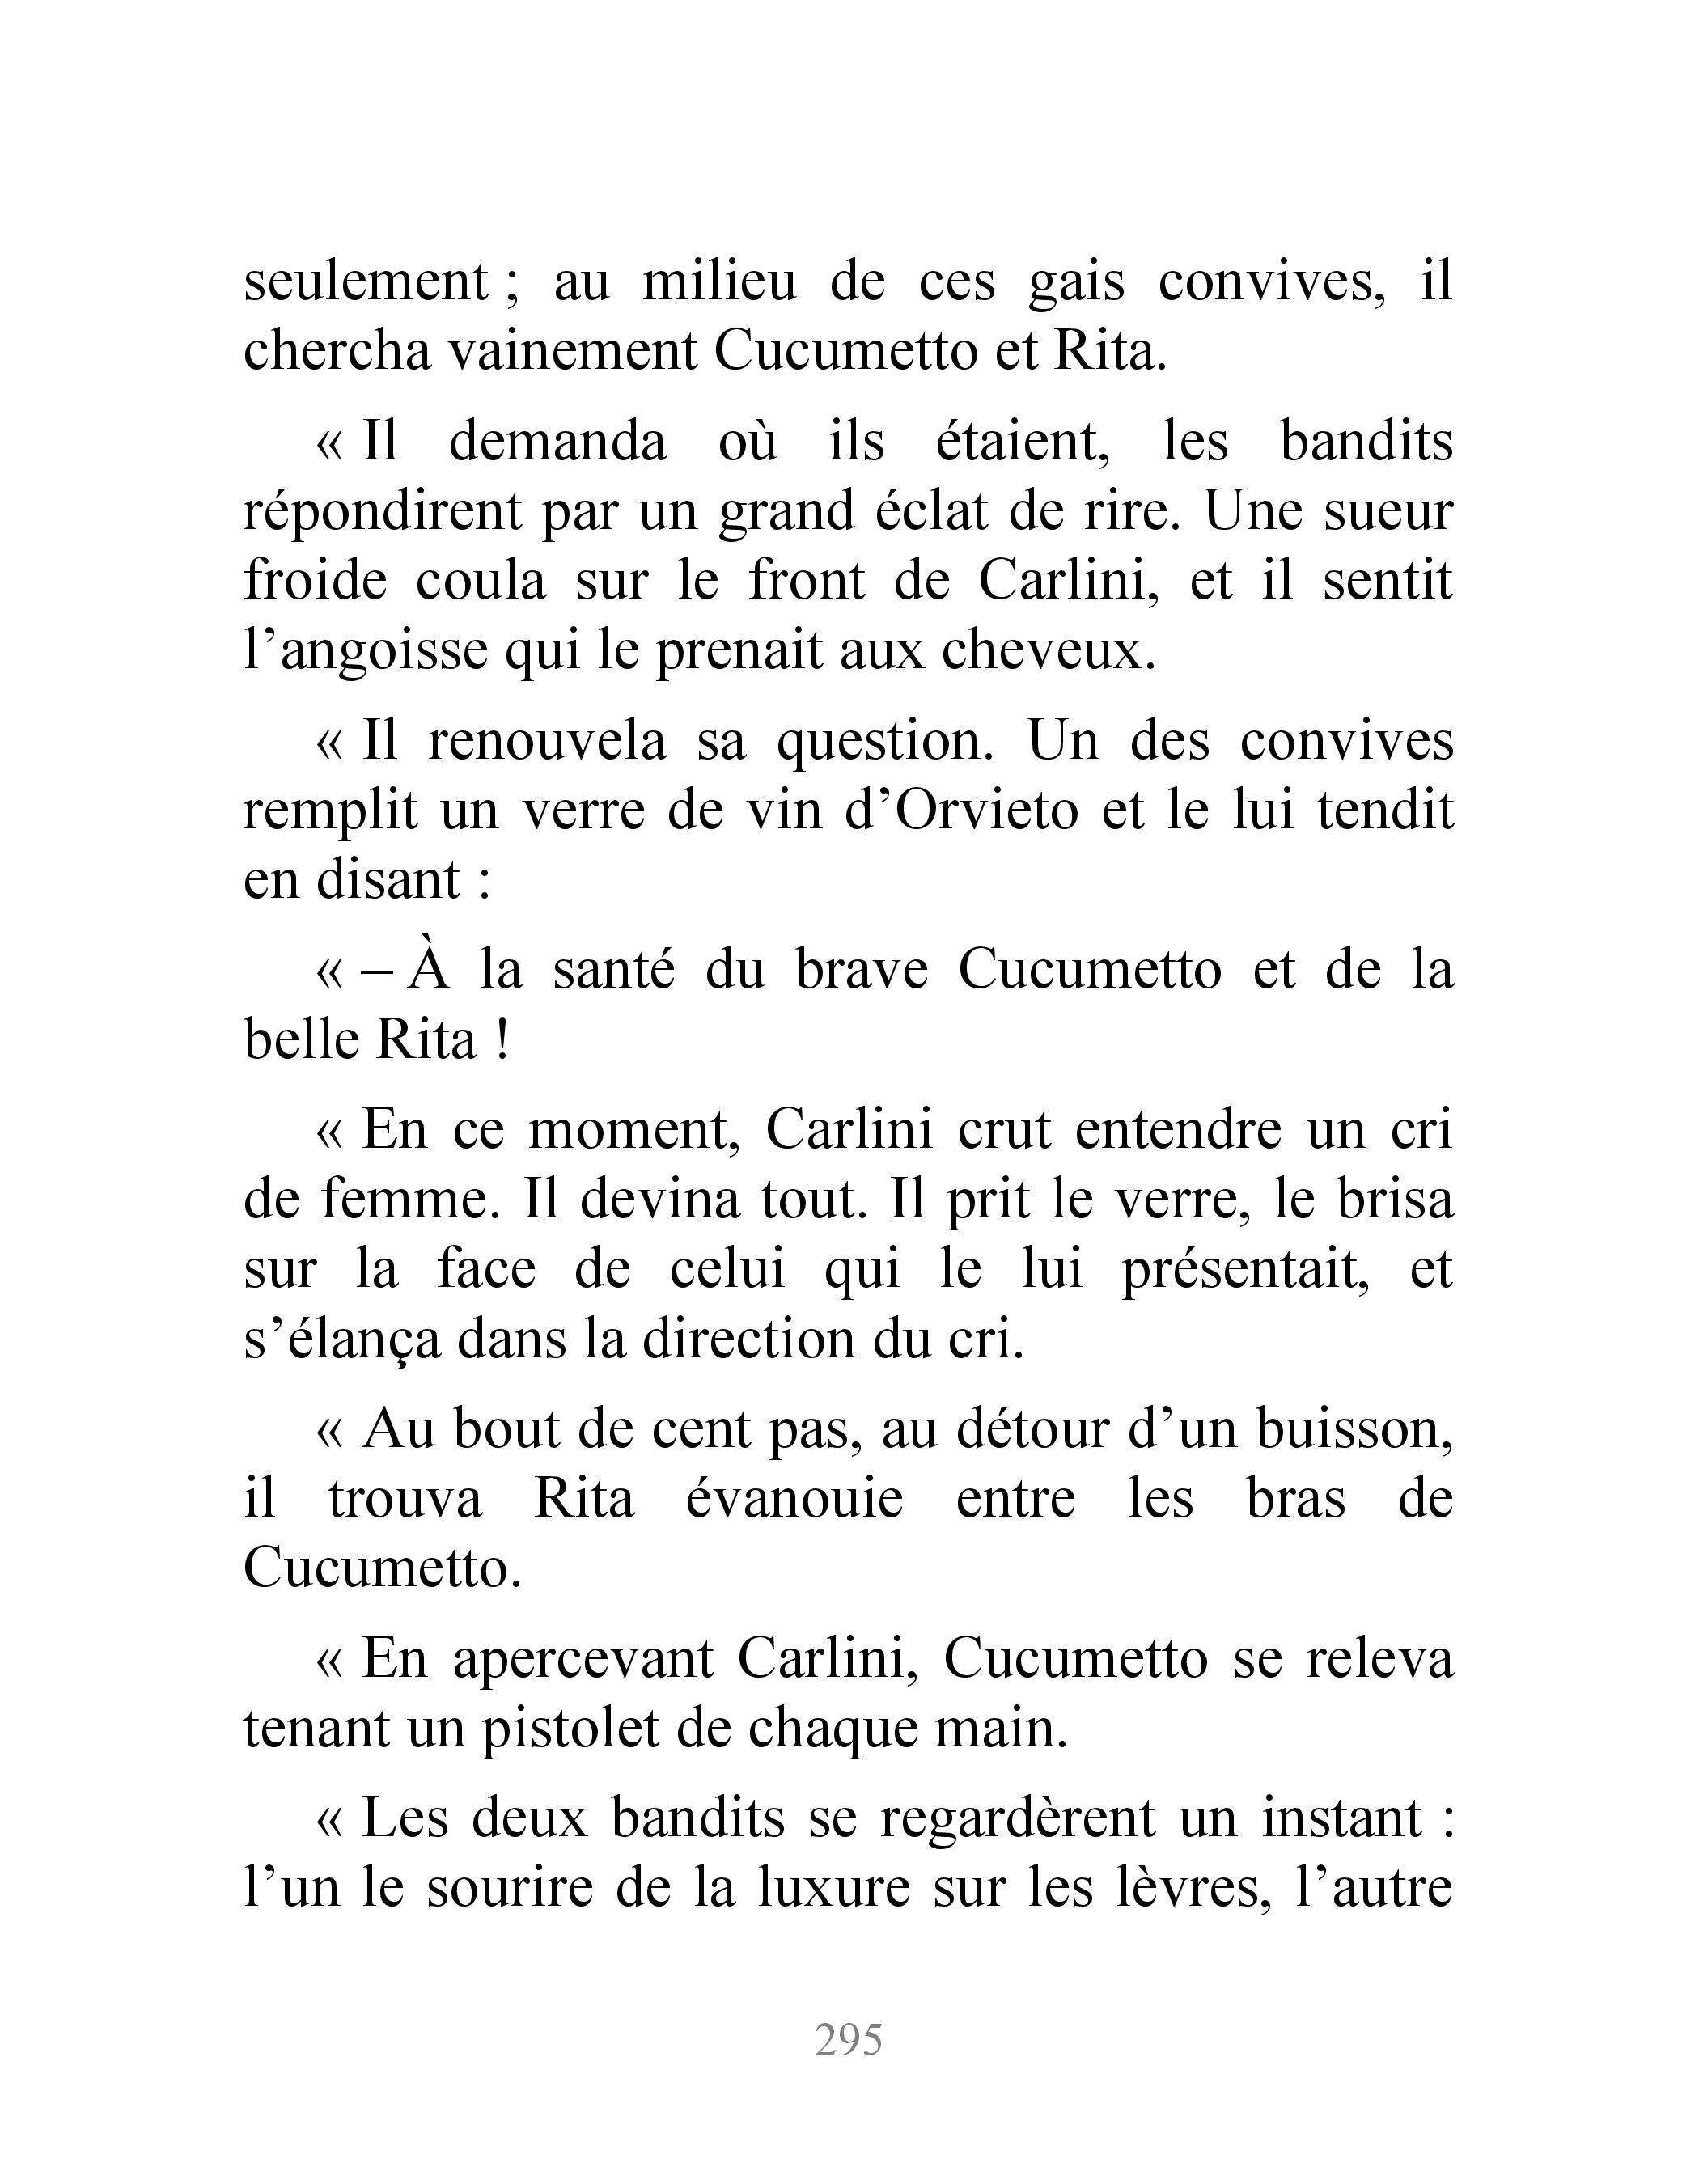 seulement ; au milieu de ces gais convives, il
chercha vainement Cucumetto et Rita.
« Il demanda où ils étaient, les bandits
répondirent par un grand éclat de rire. Une sueur
froide coula sur le front de Carlini, et il sentit
l’angoisse qui le prenait aux cheveux.
« Il renouvela sa question. Un des convives
remplit un verre de vin d’Orvieto et le lui tendit
en disant :
« – À la santé du brave Cucumetto et de la
belle Rita !
« En ce moment, Carlini crut entendre un cri
de femme. Il devina tout. Il prit le verre, le brisa
sur la face de celui qui le lui présentait, et
s’élança dans la direction du cri.
« Au bout de cent pas, au détour d’un buisson,
il trouva Rita évanouie entre les bras de
Cucumetto.
« En apercevant Carlini, Cucumetto se releva
tenant un pistolet de chaque main.
« Les deux bandits se regardèrent un instant :
l’un le sourire de la luxure sur les lèvres, l’autre
295